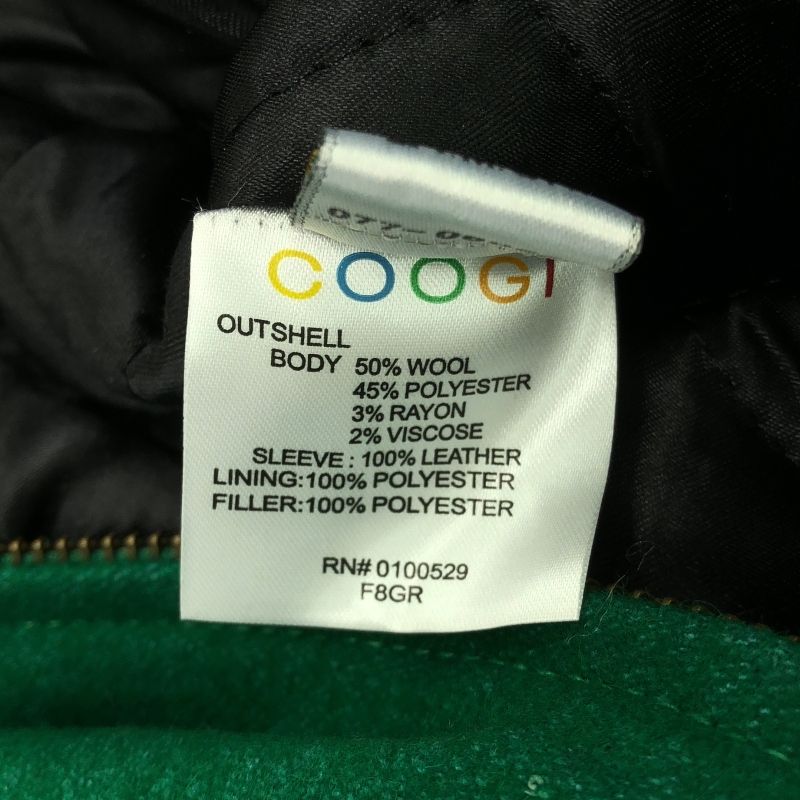 COOGI
OUTSHELL
BODY 50% WOOL
45% POLYESTER
3% RAYON
2% VISCOSE
SLEEVE : 100% LEATHER
LINING:100% POLYESTER
FILLER:100% POLYESTER
RN# 0100529
F8GR